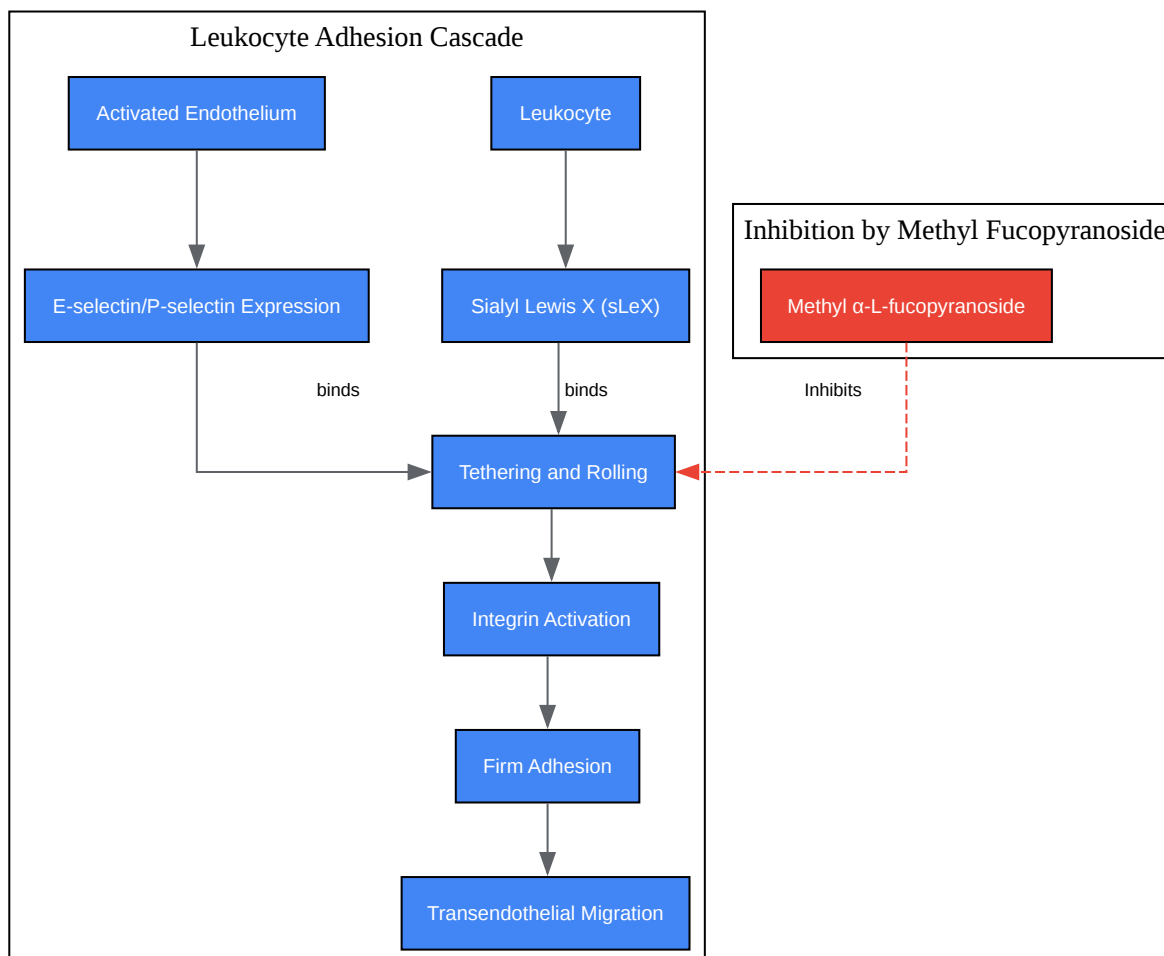 Leukocyte Adhesion Cascade
Activated Endothelium
Leukocyte
Inhibition by Methyl Fucopyranoside
E-selectin/P-selectin Expression
Sialyl Lewis X (sLeX)
Methyl α-L-fucopyranoside
binds
binds
Inhibits
Tethering and Rolling
Integrin Activation
Firm Adhesion
Transendothelial Migration